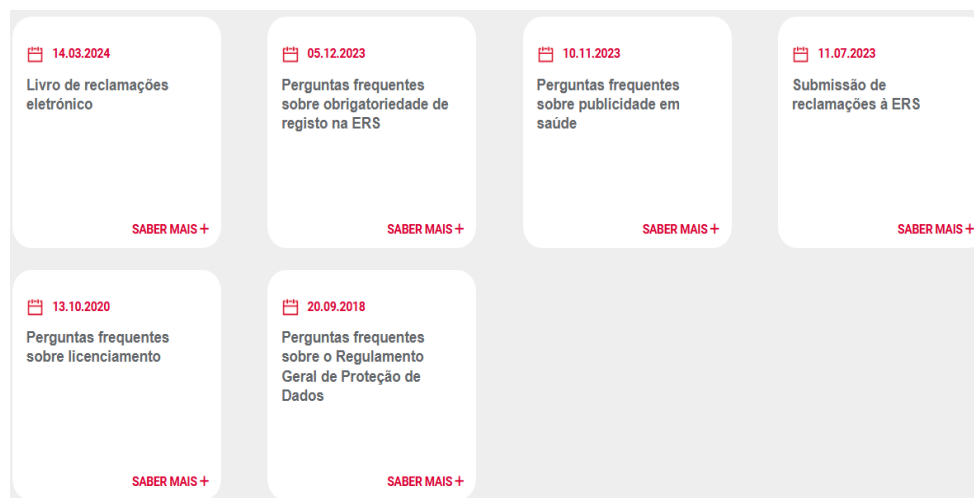 14.03.2024
Livro de reclamações
eletrónico
SABER MAIS +
05.12.2023
Perguntas frequentes
sobre obrigatoriedade de
registo na ERS
SABER MAIS +
10.11.2023
Perguntas frequentes
sobre publicidade em
saúde
SABER MAIS +
11.07.2023
Submissão de
reclamações à ERS
SABER MAIS +
13.10.2020
Perguntas frequentes
sobre licenciamento
SABER MAIS +
20.09.2018
Perguntas frequentes
sobre o Regulamento
Geral de Proteção de
Dados
SABER MAIS +